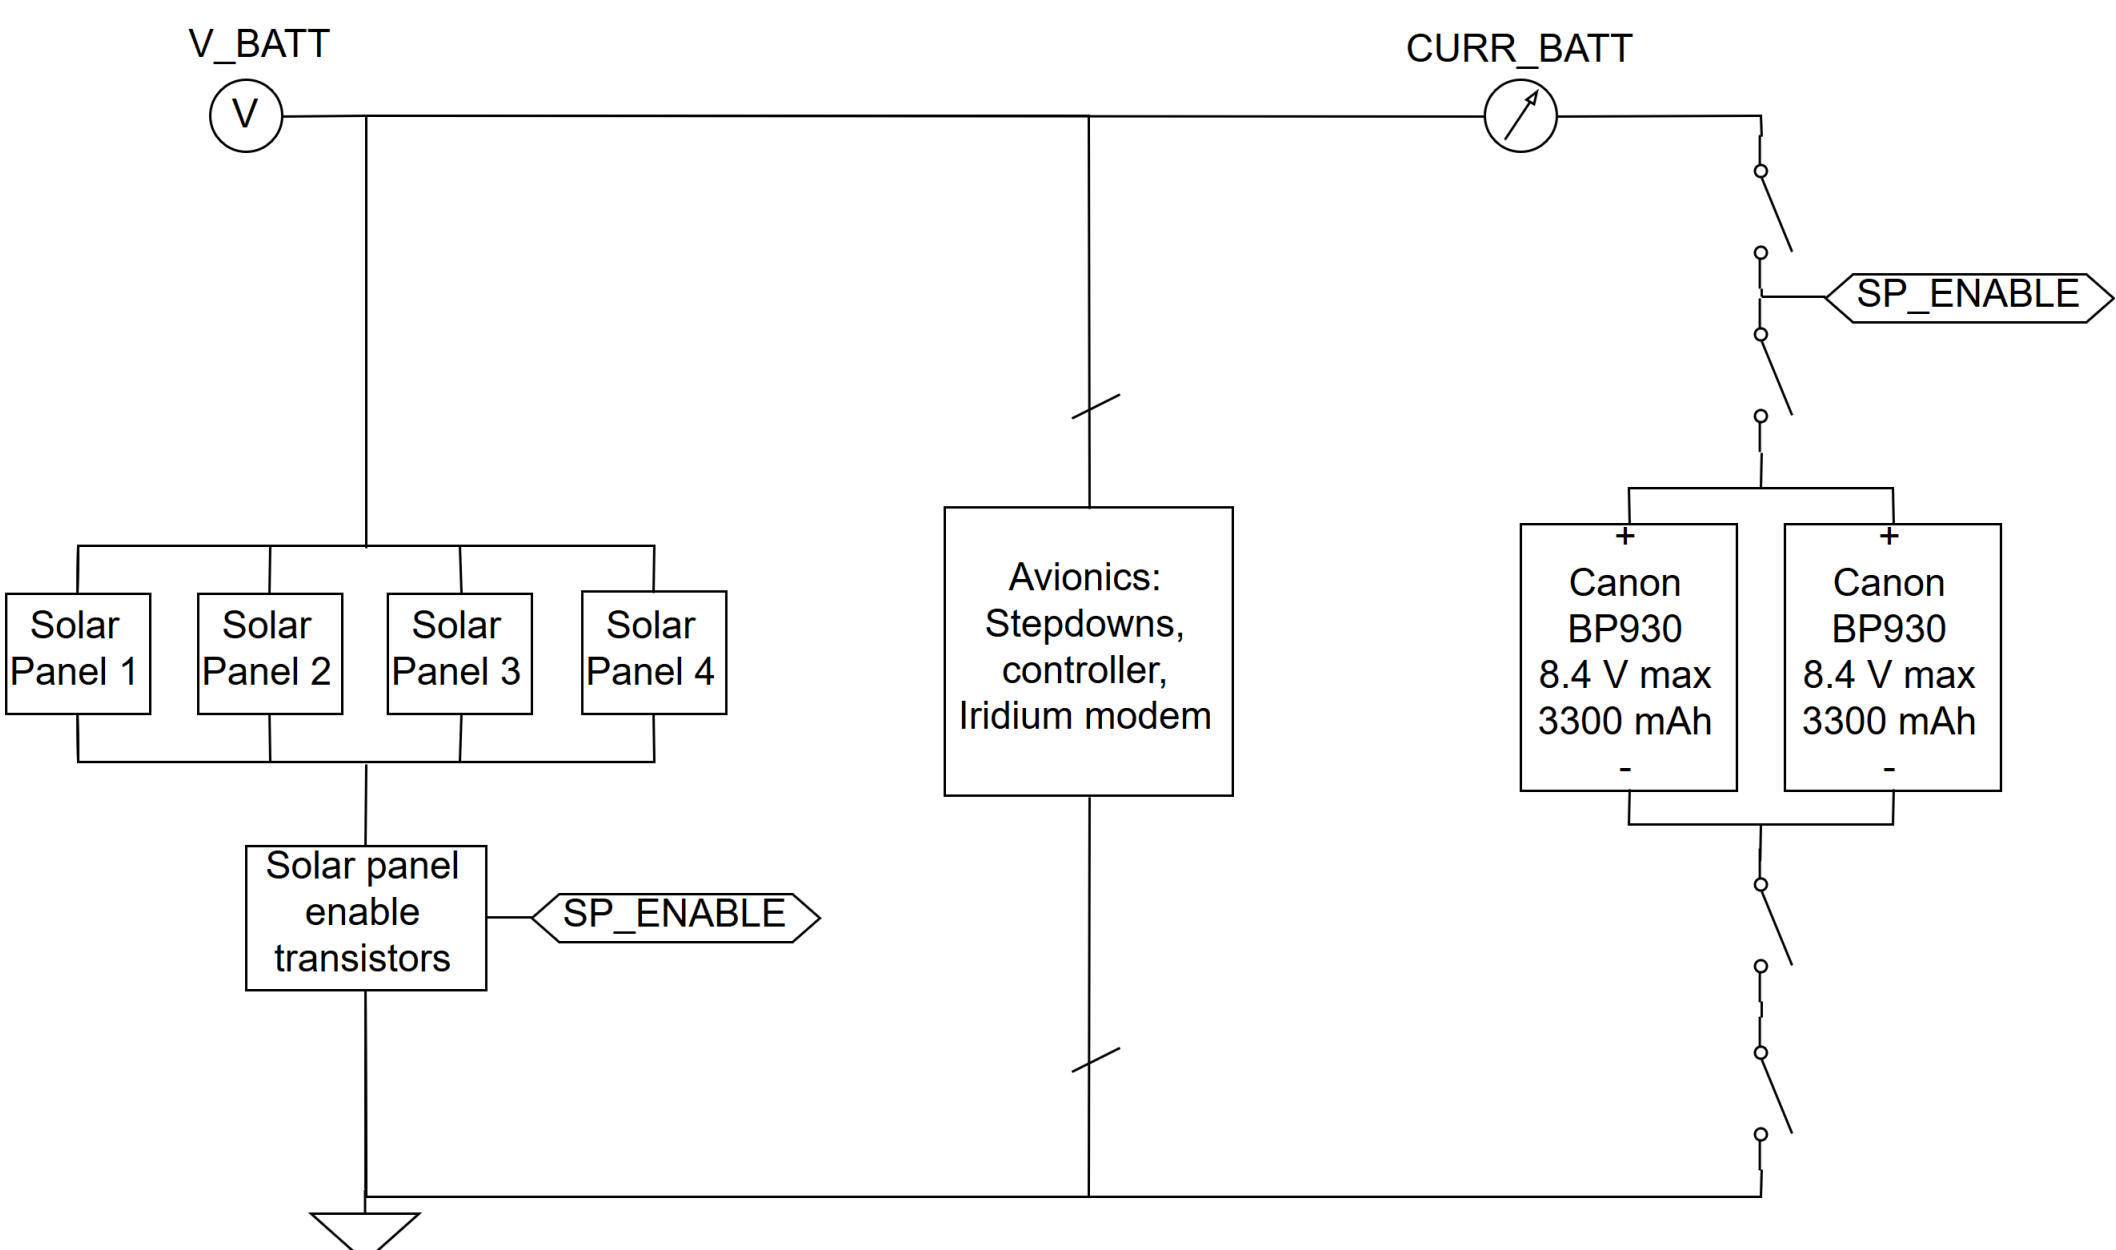 V_BATT
CURR_BATT
V
SP_ENABLE
Solar
Panel 1
Solar
Panel 2
Solar
Panel 3
Solar
Panel 4
Avionics:
Stepdowns,
controller,
Iridium modem
+
Canon
BP930
8.4 V max
3300 mAh
-
+
Canon
BP930
8.4 V max
3300 mAh
-
Solar panel
enable
transistors
SP_ENABLE